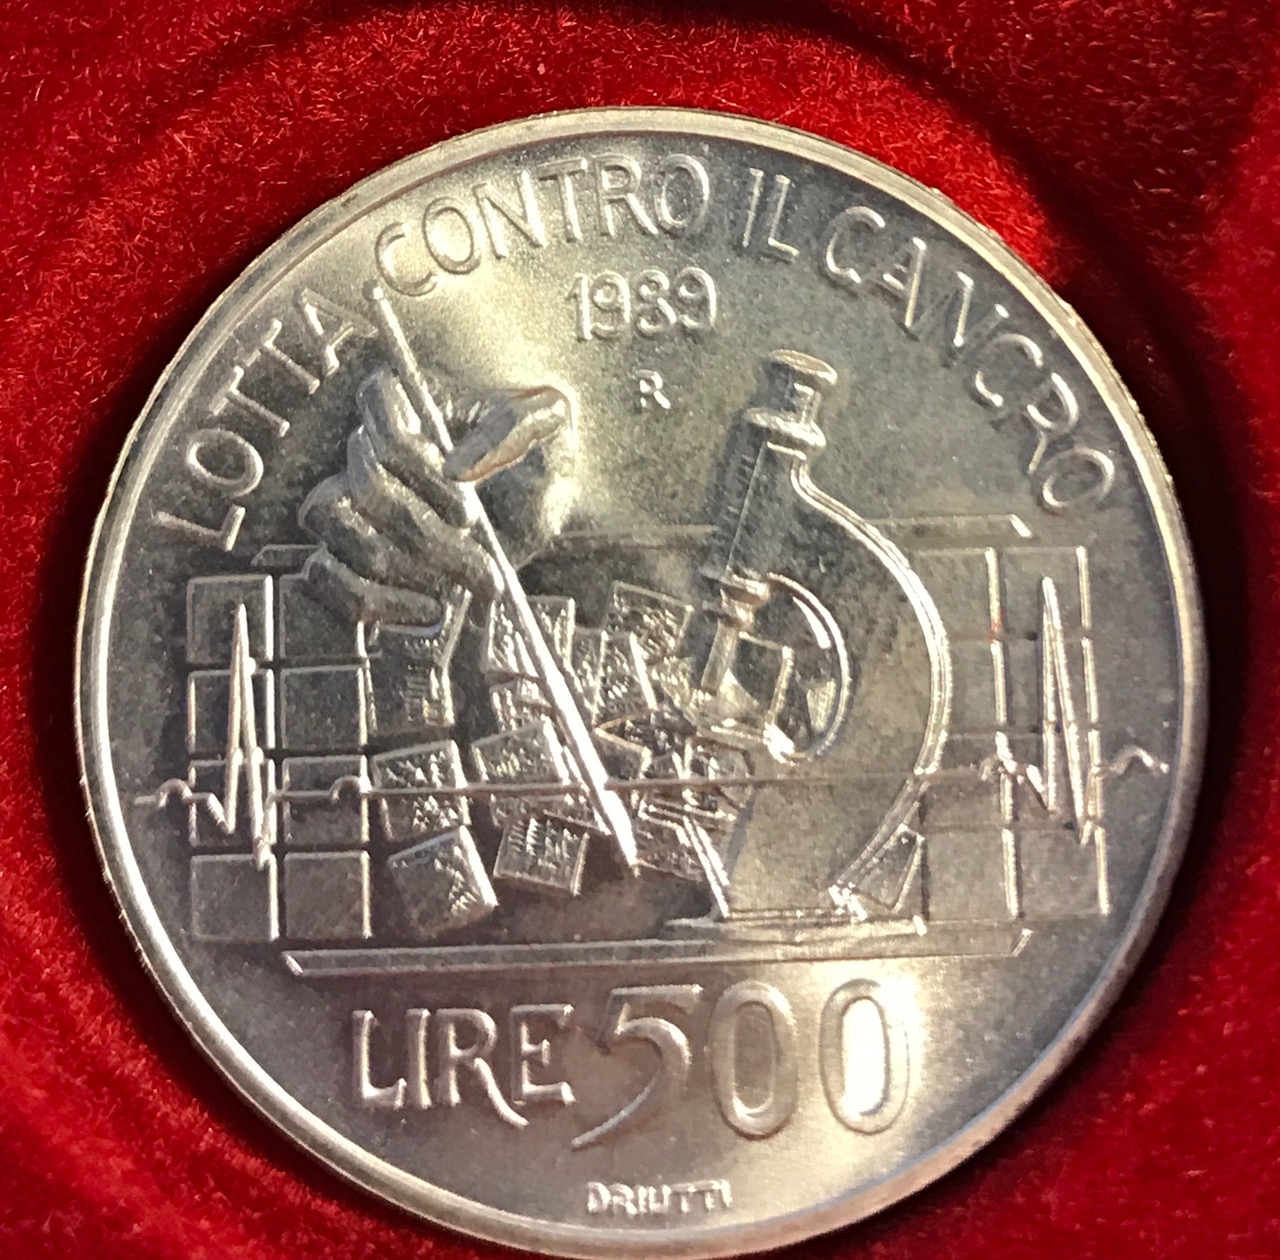 LOTTA CONTRO IL CANCRO
1989
R
LIRE 500
DRIUTTI